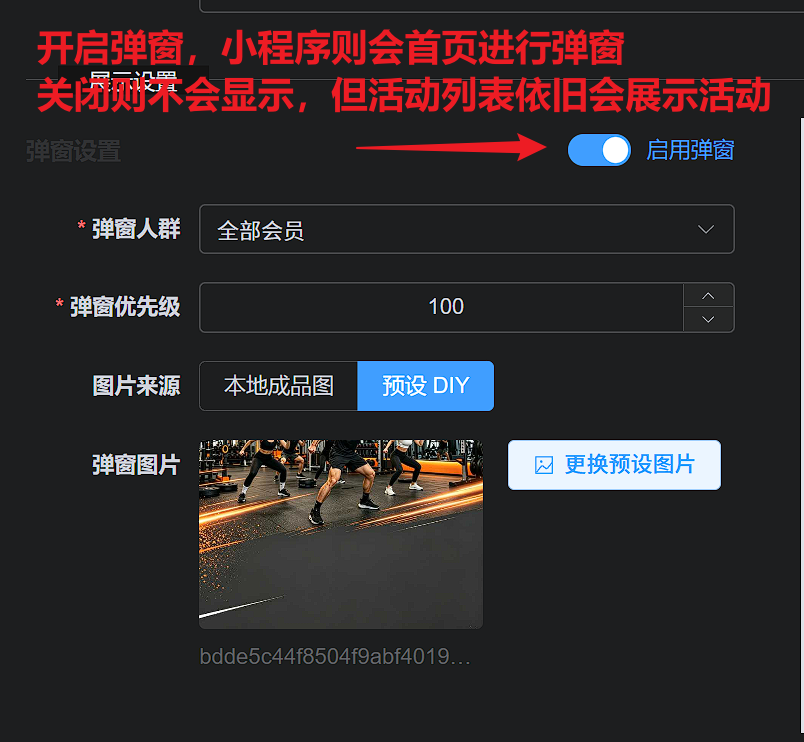 开启弹窗，小程序则会首页进行弹窗
展示设置
关闭则不会显示，但活动列表依旧会展示活动
弹窗设置
启用弹窗
* 弹窗人群
全部会员
* 弹窗优先级
100
图片来源
本地成品图
预设 DIY
弹窗图片
更换预设图片
bdde5c44f8504f9abf4019...